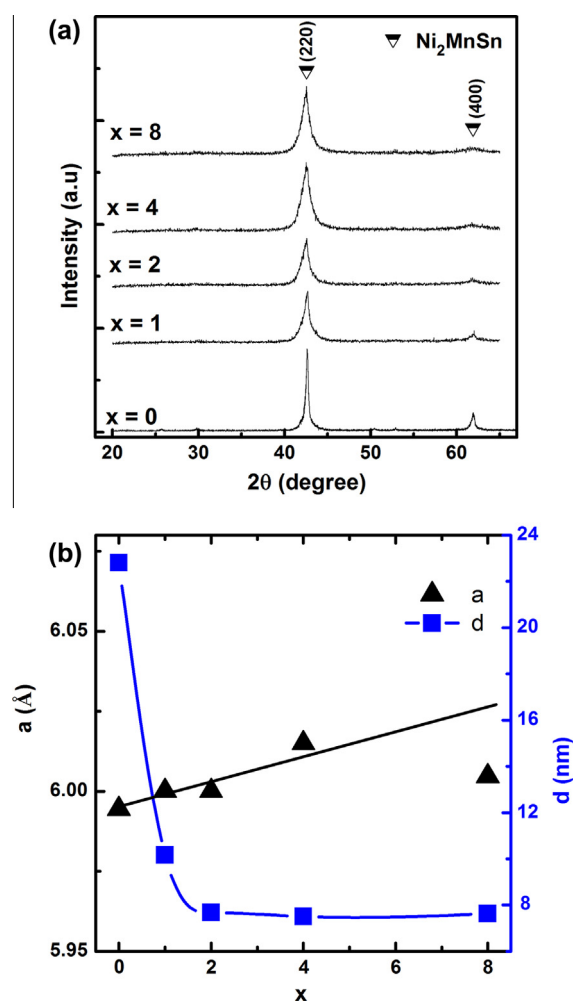 (a)
(220)
Ni₂MnSn
(400)
x = 8
x = 4
x = 2
x = 1
x = 0
Intensity (a.u)
20 30 40 50 60
2θ (degree)
(b)
a
d
6.05
6.00
5.95
a (Å)
24
20
16
12
8
d (nm)
0 2 4 6 8
x